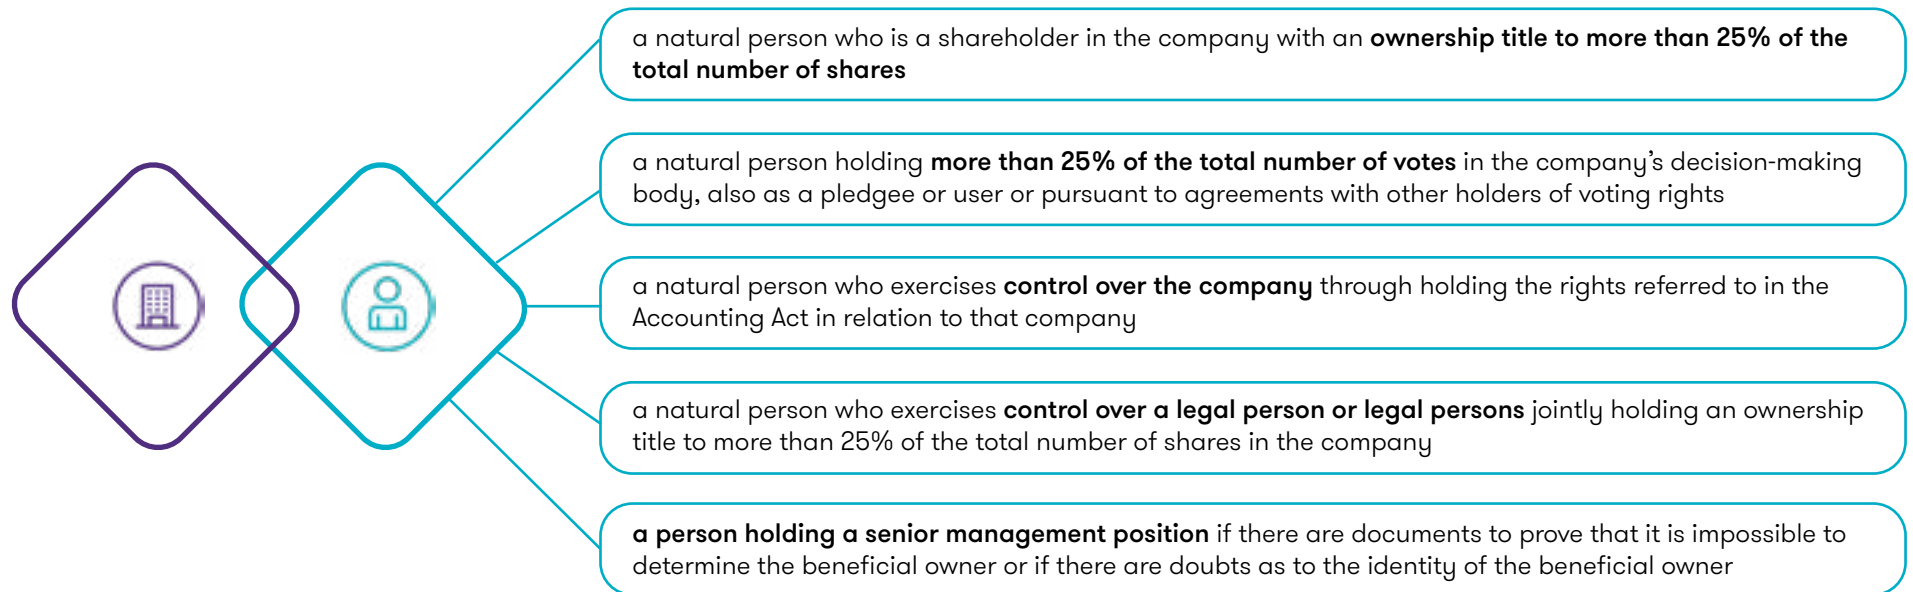 a natural person who is a shareholder in the company with an ownership title to more than 25% of the
total number of shares
a natural person holding more than 25% of the total number of votes in the company's decision-making
body, also as a pledgee or user or pursuant to agreements with other holders of voting rights
a natural person who exercises control over the company through holding the rights referred to in the
Accounting Act in relation to that company
a natural person who exercises control over a legal person or legal persons jointly holding an ownership
title to more than 25% of the total number of shares in the company
a person holding a senior management position if there are documents to prove that it is impossible to
determine the beneficial owner or if there are doubts as to the identity of the beneficial owner